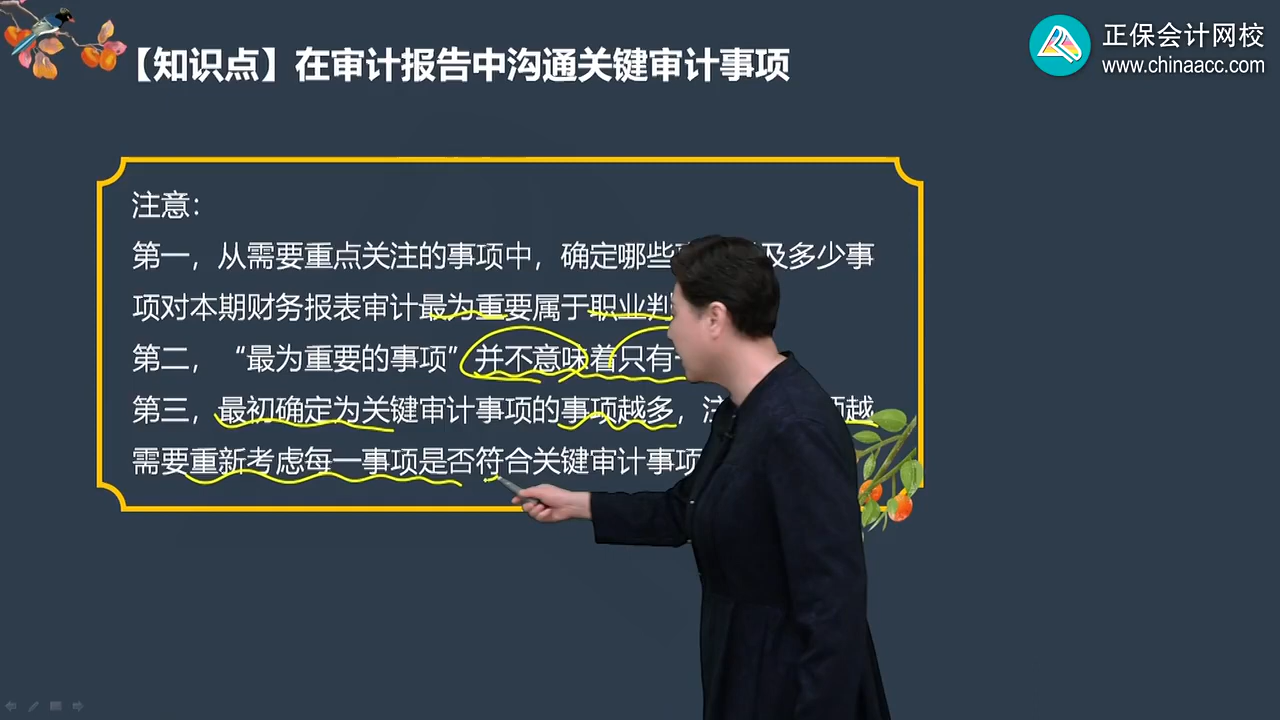 【知识点】在审计报告中沟通关键审计事项
正保会计网校
www.chinaacc.com
注意：
第一，从需要重点关注的事项中，确定哪些 及多少事
项对本期财务报表审计最为重要属于职业判
第二，“最为重要的事项”并不意味着只有
第三，最初确定为关键审计事项的事项越多，注 越
需要重新考虑每一事项是否符合关键审计事项